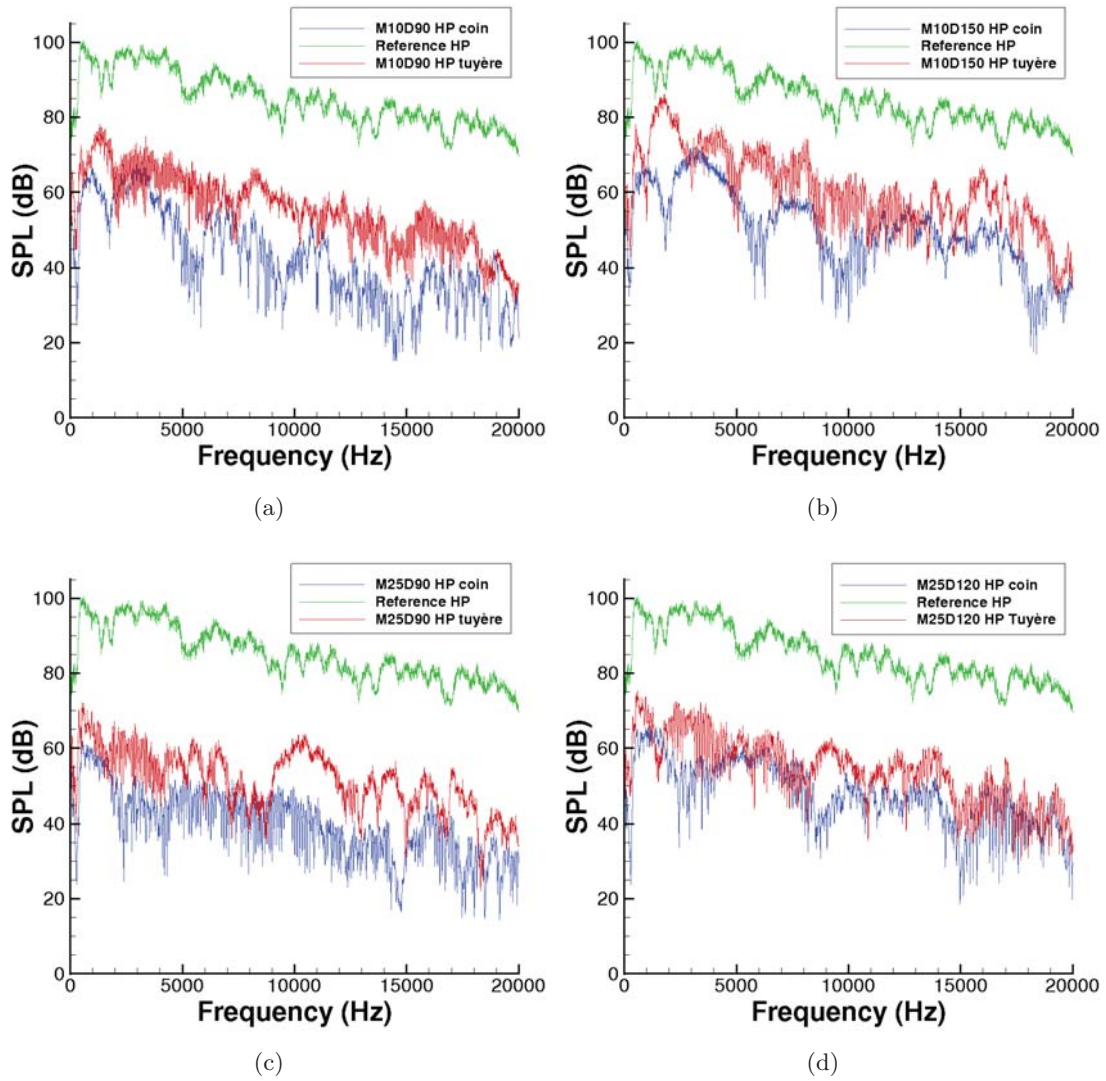 M10D90 HP coin
Reference HP
M10D90 HP tuyère
100
80
60
40
20
0
SPL (dB)
0 5000 10000 15000 20000
Frequency (Hz)
(a)
M10D150 HP coin
Reference HP
M10D150 HP tuyère
100
80
60
40
20
0
SPL (dB)
0 5000 10000 15000 20000
Frequency (Hz)
(b)
M25D90 HP coin
Reference HP
M25D90 HP tuyère
100
80
60
40
20
0
SPL (dB)
0 5000 10000 15000 20000
Frequency (Hz)
(c)
M25D120 HP coin
Reference HP
M25D120 HP Tuyère
100
80
60
40
20
0
SPL (dB)
0 5000 10000 15000 20000
Frequency (Hz)
(d)